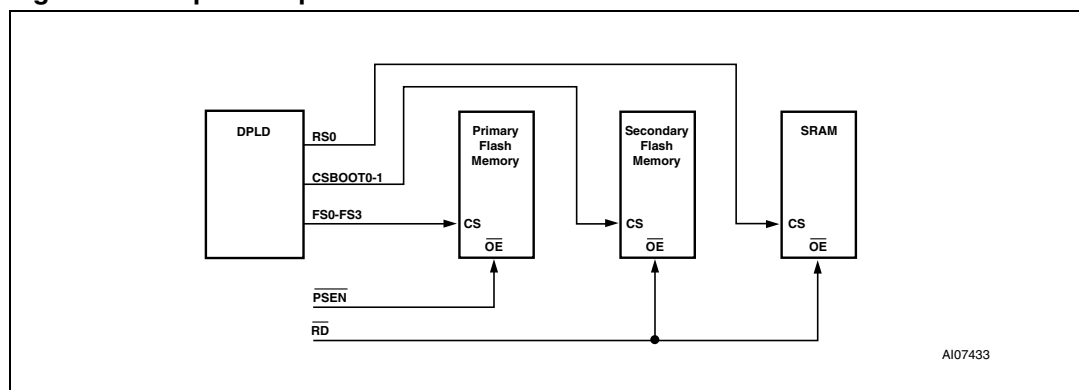 DPLD
RS0
CSBOOT0-1
FS0-FS3
Primary
Flash
Memory
CS
OE
Secondary
Flash
Memory
CS
OE
SRAM
CS
OE
PSEN
RD
AI07433